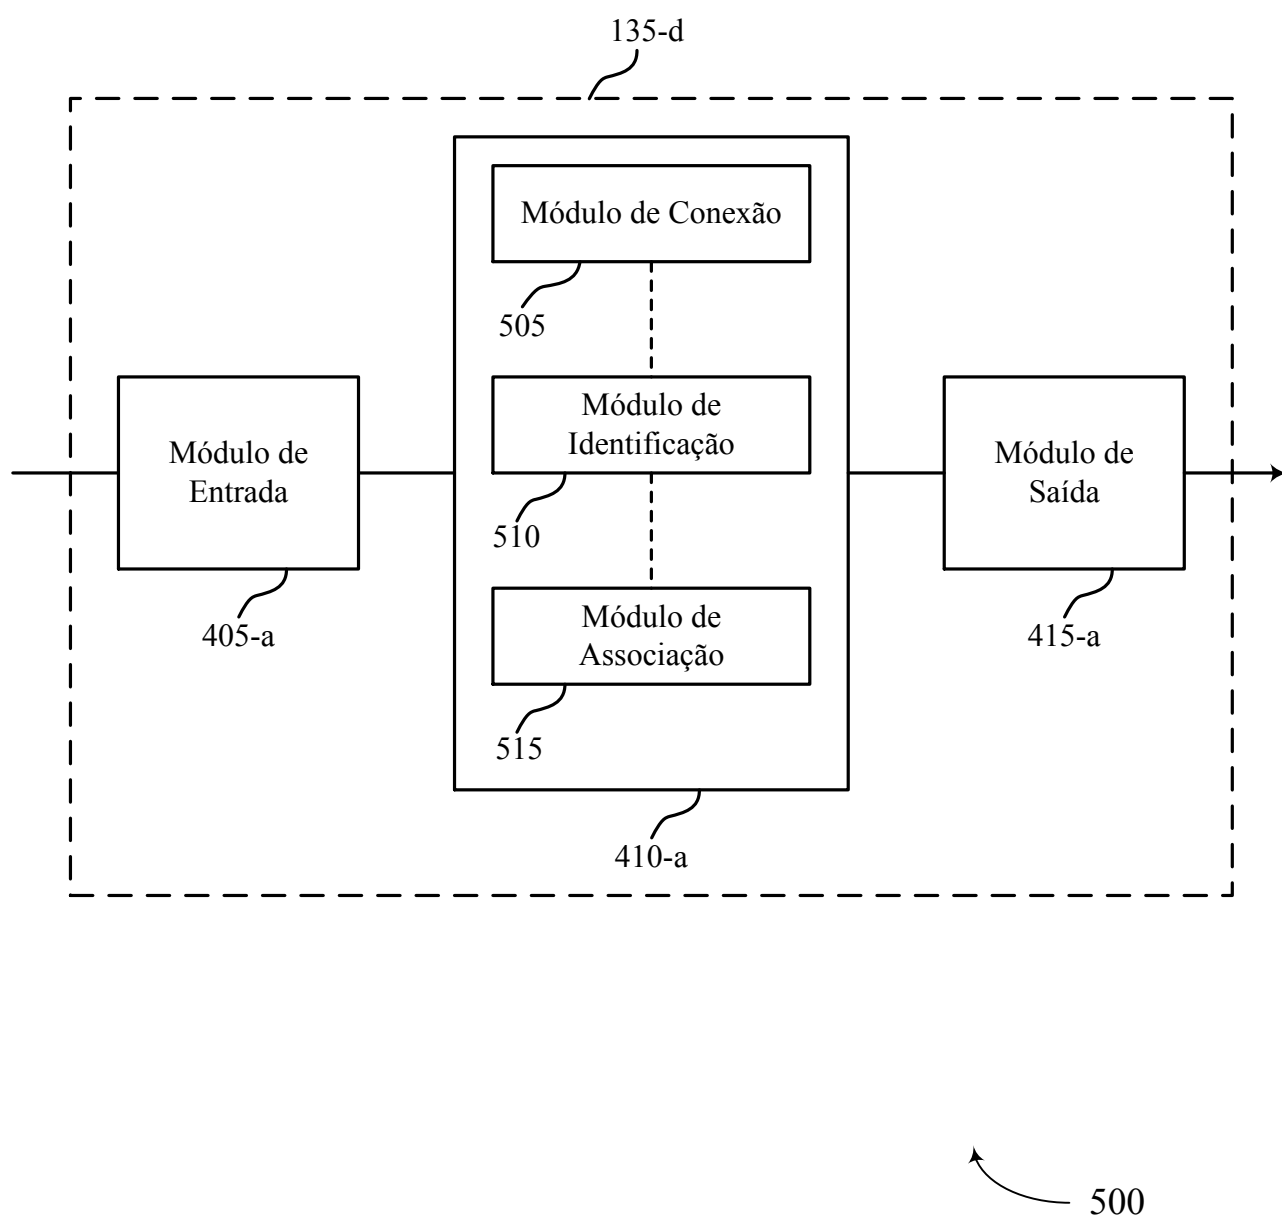 135-d
Módulo de Conexão
505
Módulo de
Identificação
510
Módulo de
Associação
515
410-a
Módulo de
Entrada
405-a
Módulo de
Saída
415-a
500